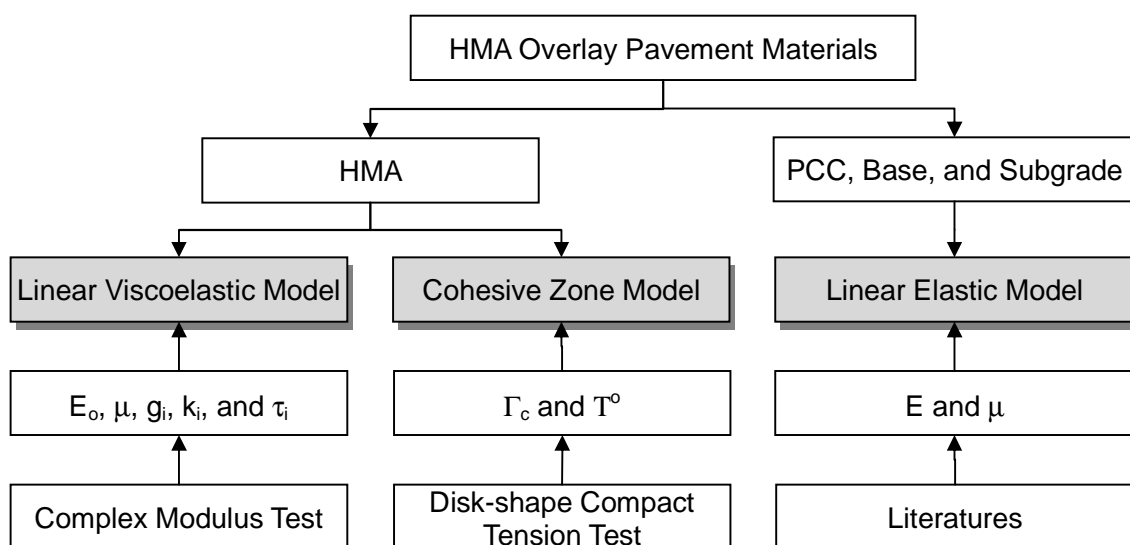 HMA Overlay Pavement Materials
HMA
PCC, Base, and Subgrade
Linear Viscoelastic Model
Cohesive Zone Model
Linear Elastic Model
Eₒ, μ, gᵢ, kᵢ, and τᵢ
Γ꜀ and Tᵒ
E and μ
Complex Modulus Test
Disk-shape Compact
Tension Test
Literatures